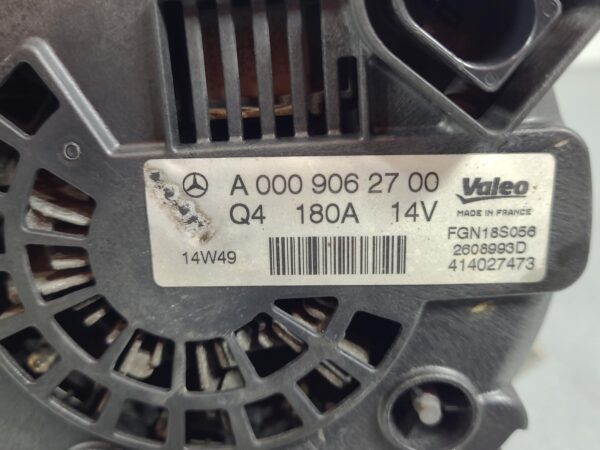 A 000 906 27 00
Q4 180A 14V
Valeo
MADE IN FRANCE
14W49
FGN18S056
2608993D
414027473